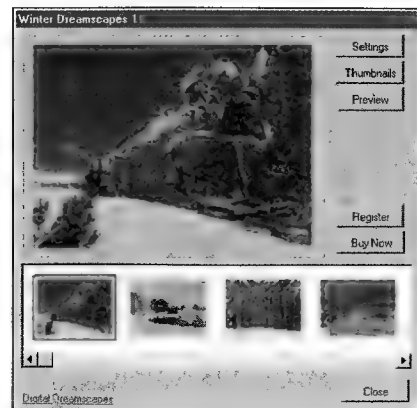 Winter Dreamscapes 1
Settings
Thumbnails
Preview
Register
Buy Now
Digital Dreamscapes
Close